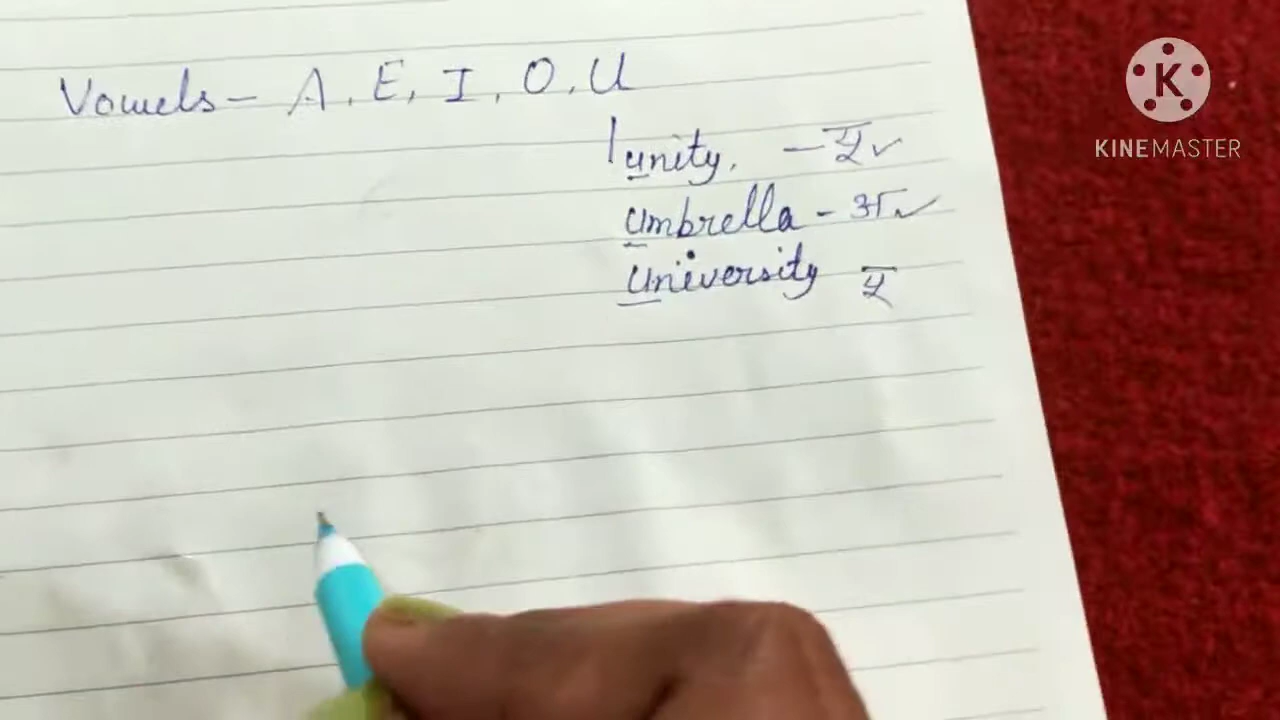 Vowels - A, E, I, O, U
unity, - य ✓
umbrella - अ ✓
University य
K
KINEMASTER